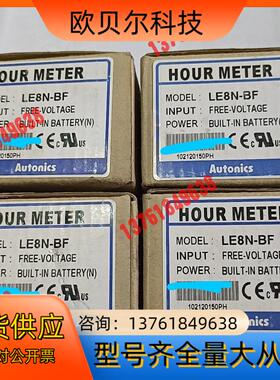 欧贝尔科技
HOUR METER
MODEL : LE8N-BF
INPUT : FREE-VOLTAGE
POWER : BUILT-IN BATTERY(N)
Autonics
102120150PH
HOUR METER
MODEL : LE8N-BF
INPUT : FREE-VOLTAGE
POWER : BUILT-IN BATTERY(N)
Autonics
102120150PH
HOUR METER
MODEL : LE8N-BF
INPUT : FREE-VOLTAGE
POWER : BUILT-IN BATTERY(N)
HOUR METER
MODEL : LE8N-BF
INPUT : FREE-VOLTAGE
POWER : BUILT-IN BATTERY(N)
Autonics
13761849638
咨询：13761849638
型号齐全量大从